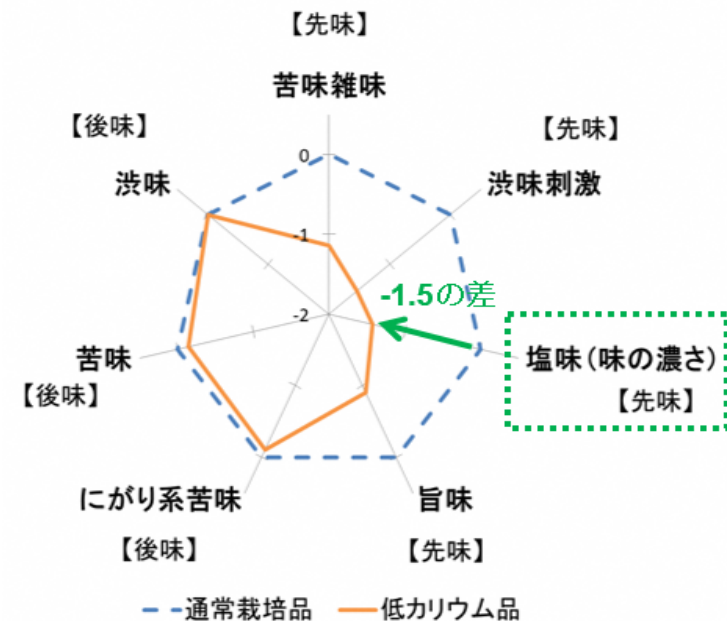 【先味】
苦味雑味
【後味】
【先味】
渋味
渋味刺激
0
-1
-2
-1.5の差
塩味(味の濃さ)
【先味】
苦味
【後味】
にがり系苦味
旨味
【後味】
【先味】
通常栽培品
低カリウム品